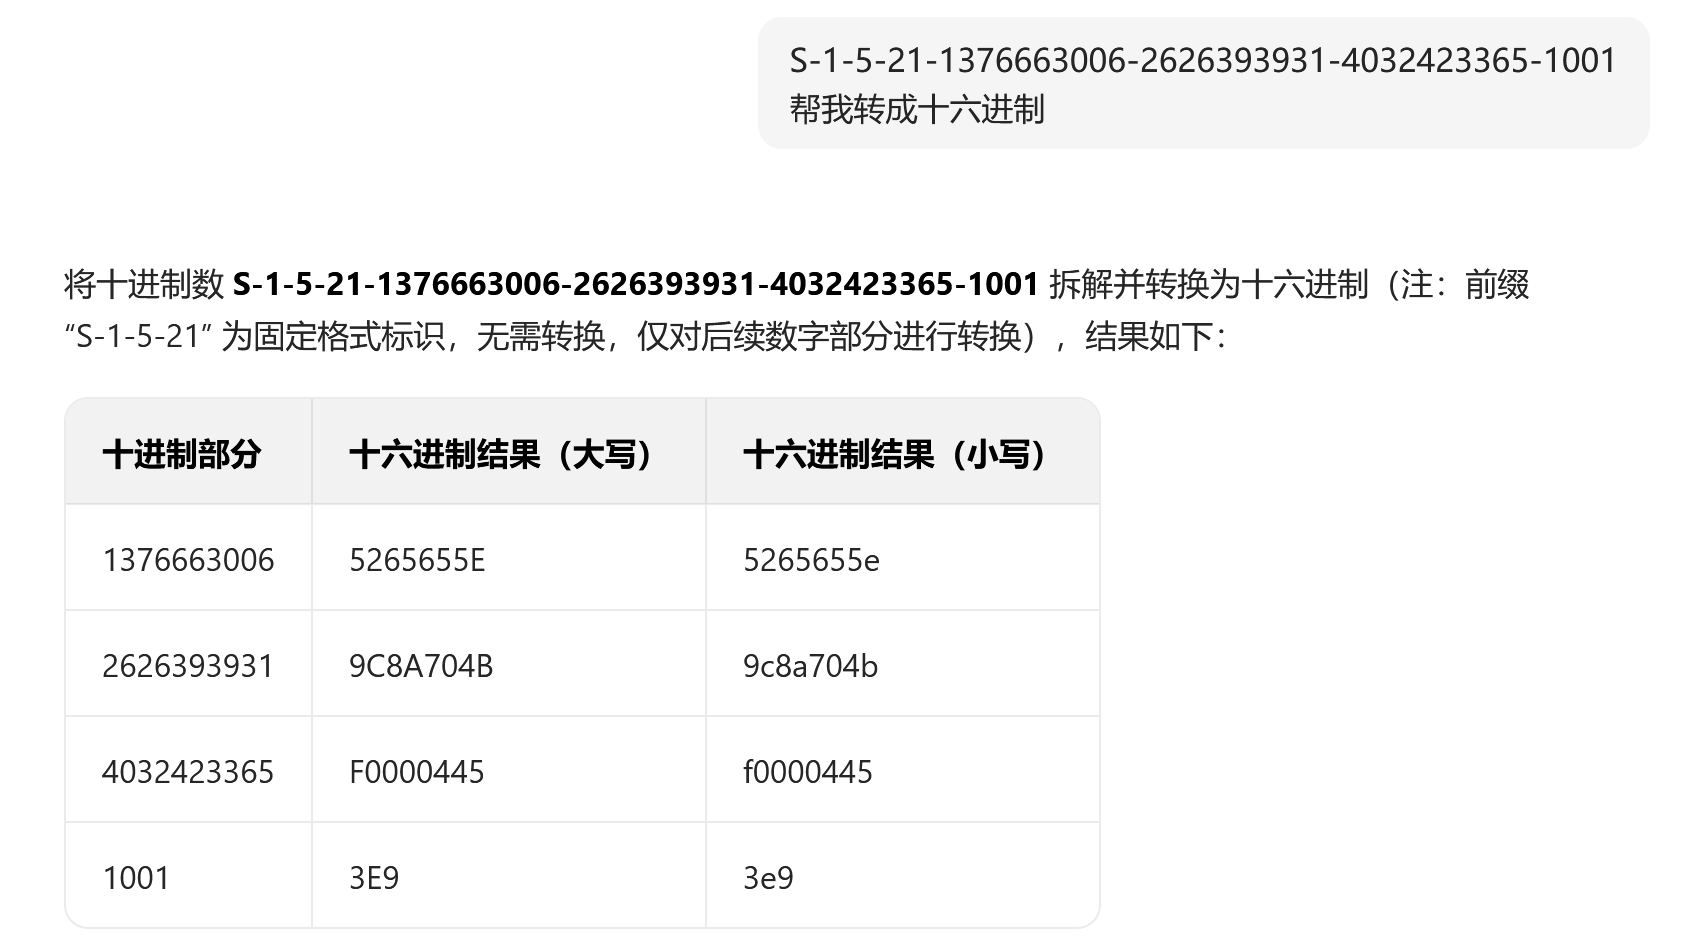 S-1-5-21-1376663006-2626393931-4032423365-1001
帮我转成十六进制
将十进制数 S-1-5-21-1376663006-2626393931-4032423365-1001 拆解并转换为十六进制（注：前缀
“S-1-5-21” 为固定格式标识，无需转换，仅对后续数字部分进行转换），结果如下：
十进制部分 十六进制结果（大写） 十六进制结果（小写）
1376663006 5265655E 5265655e
2626393931 9C8A704B 9c8a704b
4032423365 F0000445 f0000445
1001 3E9 3e9